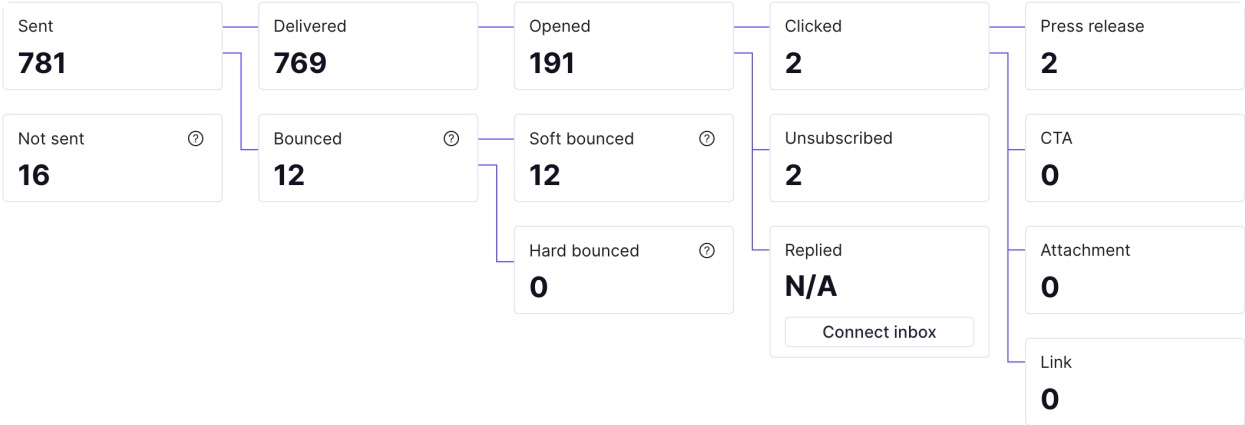 Sent
781
Delivered
769
Opened
191
Clicked
2
Press release
2
Not sent
16
Bounced
12
Soft bounced
12
Unsubscribed
2
CTA
0
Hard bounced
0
Replied
N/A
Connect inbox
Attachment
0
Link
0